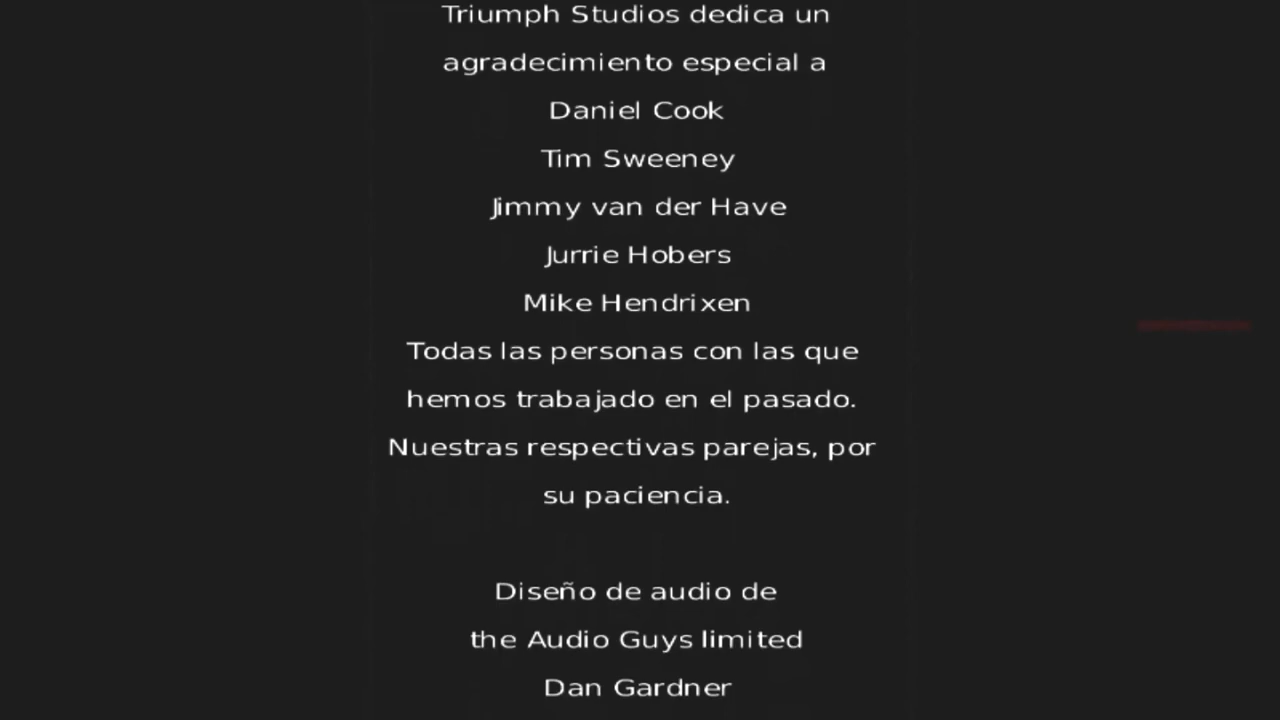 Triumph Studios dedica un
agradecimiento especial a
Daniel Cook
Tim Sweeney
Jimmy van der Have
Jurrie Hobers
Mike Hendrixen
Todas las personas con las que
hemos trabajado en el pasado.
Nuestras respectivas parejas, por
su paciencia.
Diseño de audio de
the Audio Guys limited
Dan Gardner